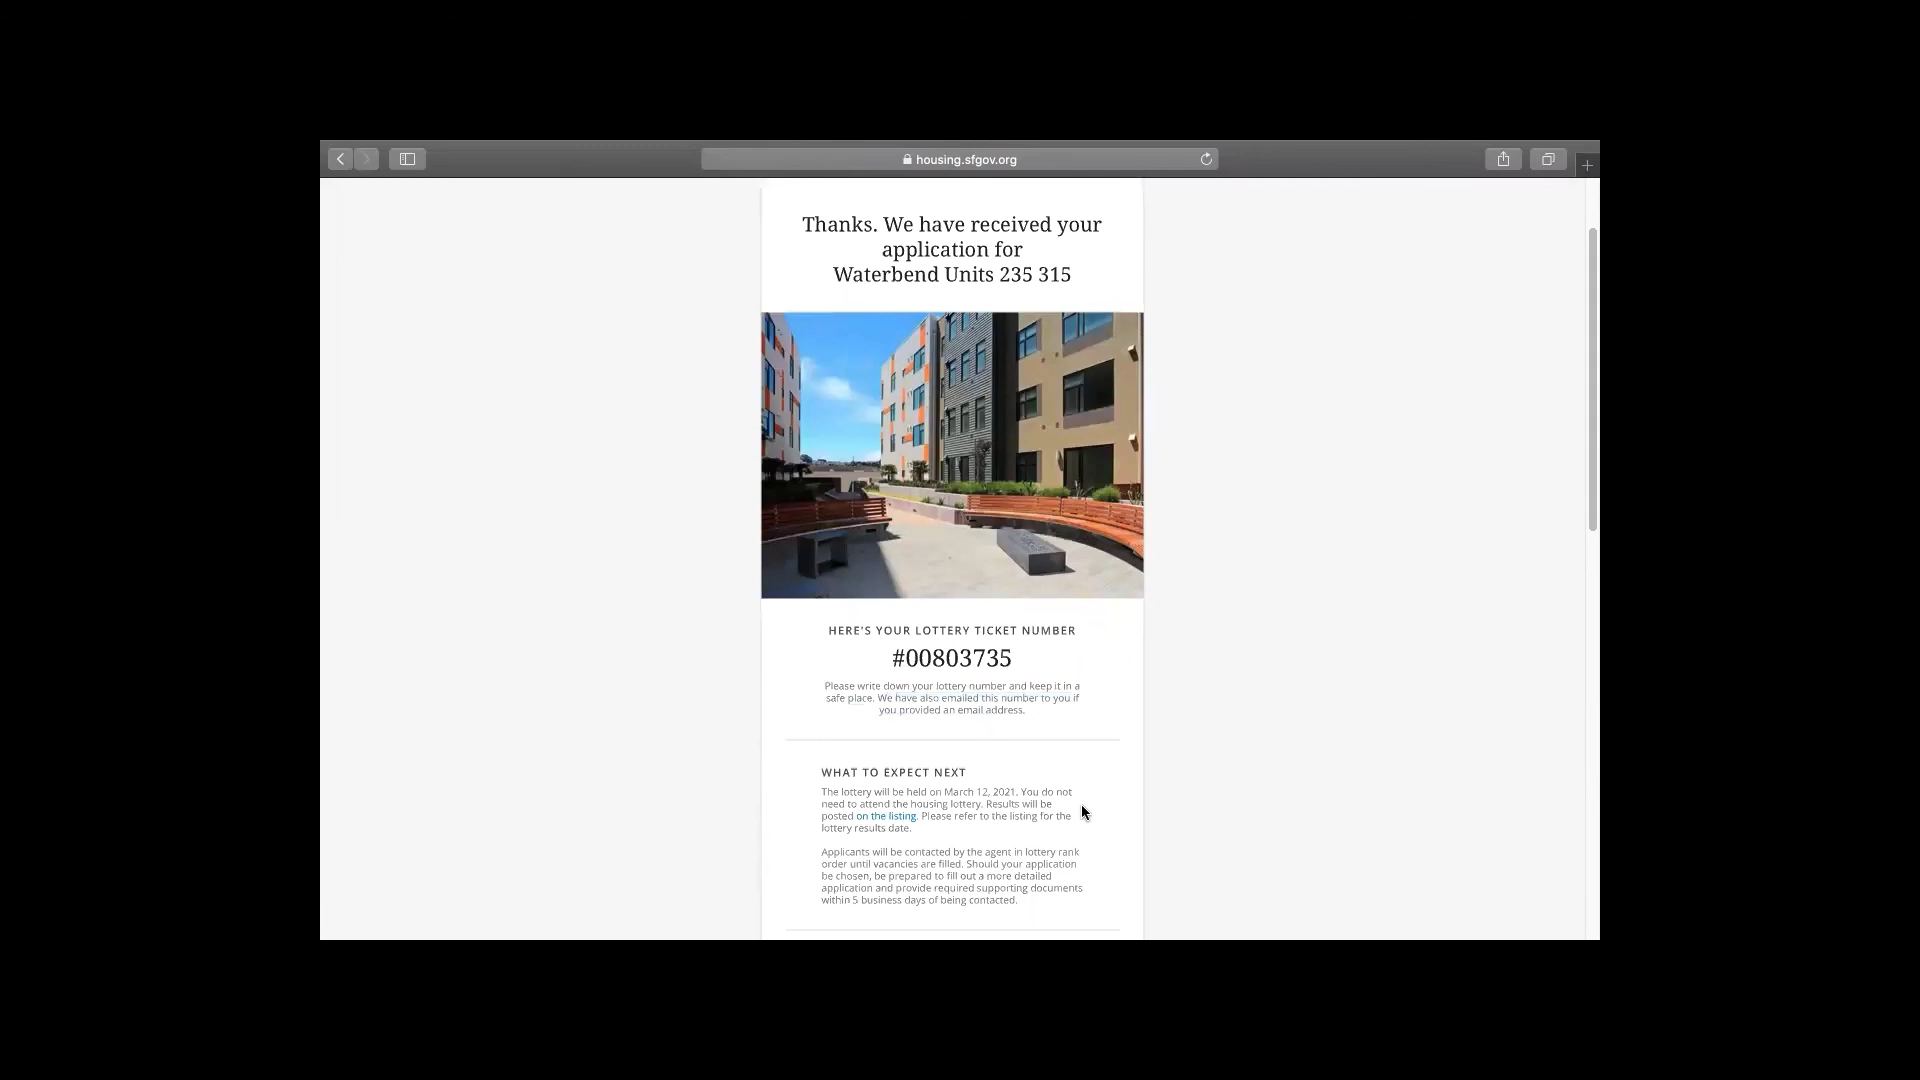 housing.sfgov.org
Thanks. We have received your
application for
Waterbend Units 235 315
HERE'S YOUR LOTTERY TICKET NUMBER
#00803735
Please write down your lottery number and keep it in a
safe place. We have also emailed this number to you if
you provided an email address.
WHAT TO EXPECT NEXT
The lottery will be held on March 12, 2021. You do not
need to attend the housing lottery. Results will be
posted on the listing. Please refer to the listing for the
lottery results date.
Applicants will be contacted by the agent in lottery rank
order until vacancies are filled. Should your application
be chosen, be prepared to fill out a more detailed
application and provide required supporting documents
within 5 business days of being contacted.